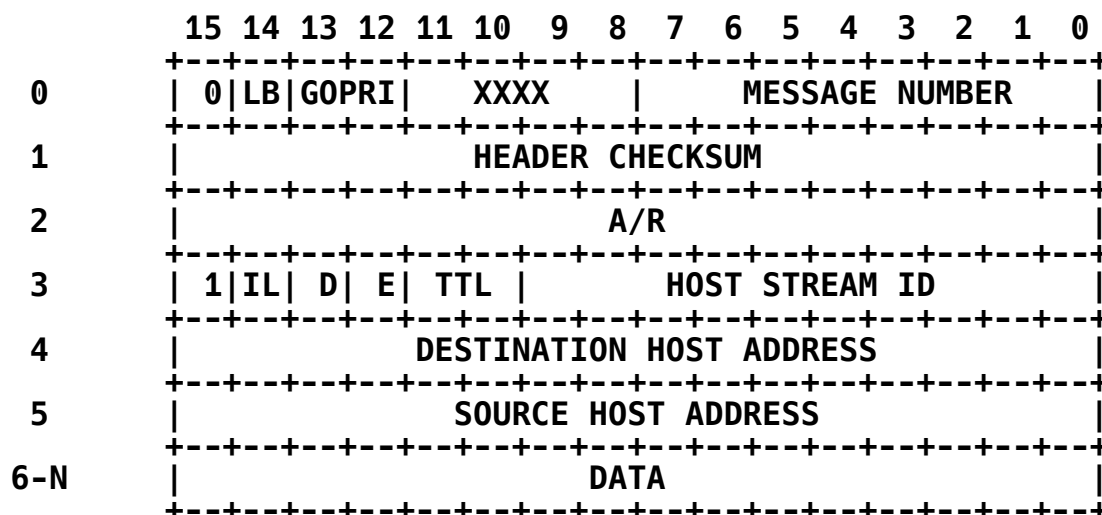 15 14 13 12 11 10 9 8 7 6 5 4 3 2 1 0
+--+--+--+--+--+--+--+--+--+--+--+--+--+--+--+--+
0 | 0|LB|GOPRI| XXXX | MESSAGE NUMBER |
+--+--+--+--+--+--+--+--+--+--+--+--+--+--+--+--+
1 | HEADER CHECKSUM |
+--+--+--+--+--+--+--+--+--+--+--+--+--+--+--+--+
2 | A/R |
+--+--+--+--+--+--+--+--+--+--+--+--+--+--+--+--+
3 | 1|IL| D| E| TTL | HOST STREAM ID |
+--+--+--+--+--+--+--+--+--+--+--+--+--+--+--+--+
4 | DESTINATION HOST ADDRESS |
+--+--+--+--+--+--+--+--+--+--+--+--+--+--+--+--+
5 | SOURCE HOST ADDRESS |
+--+--+--+--+--+--+--+--+--+--+--+--+--+--+--+--+
6-N | DATA |
+--+--+--+--+--+--+--+--+--+--+--+--+--+--+--+--+